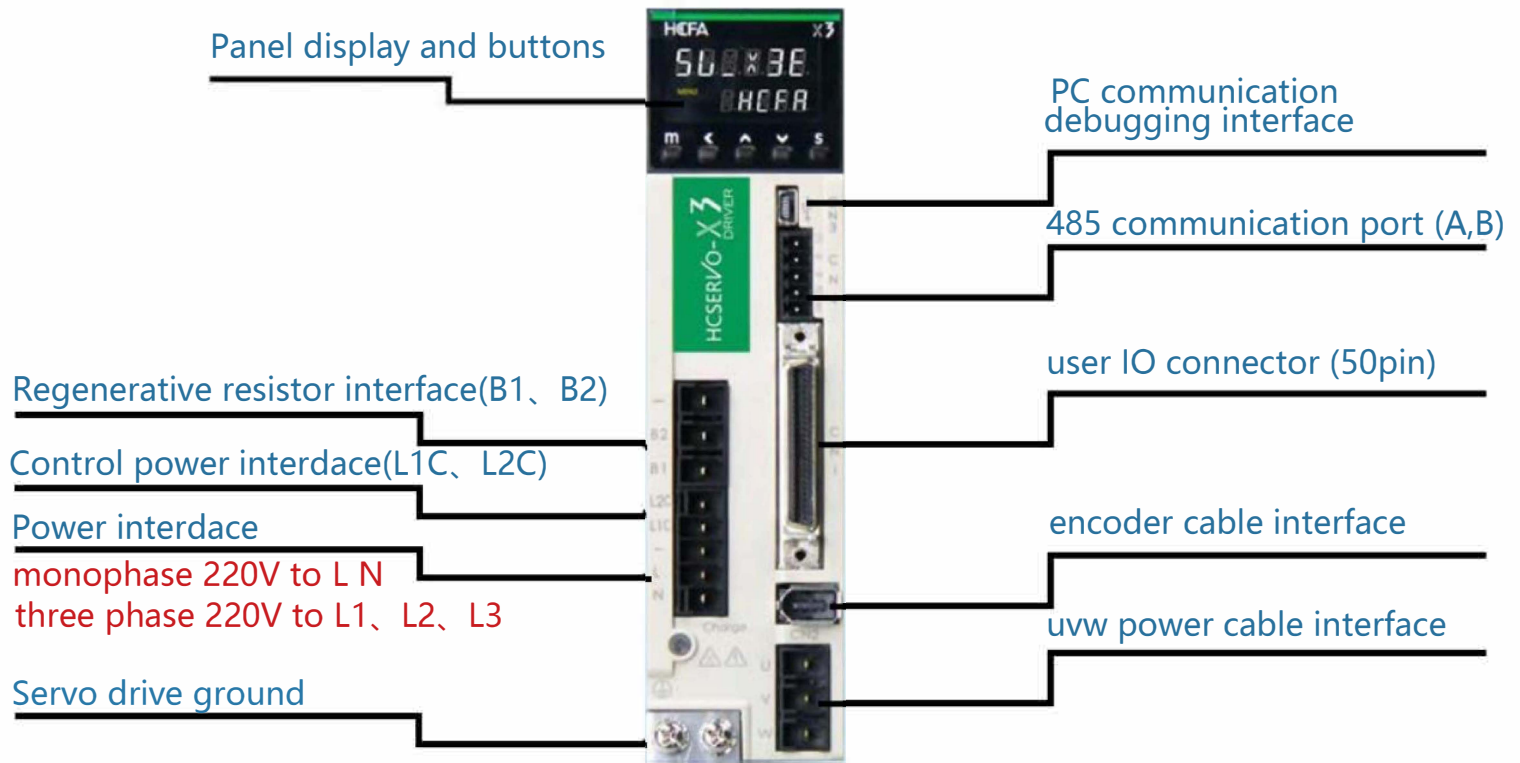 Panel display and buttons
HCFA X3
SV_X3E
MENU
HCFA
m < ^ v s
PC communication
debugging interface
485 communication port (A,B)
HCSERVO-X3
DRIVER
user IO connector (50pin)
Regenerative resistor interface(B1、B2)
B2
B1
Control power interdace(L1C、L2C)
L2C
L1C
Power interdace
monophase 220V to L N
three phase 220V to L1、L2、L3
L
N
encoder cable interface
Charge
CN2
uvw power cable interface
U
V
W
Servo drive ground